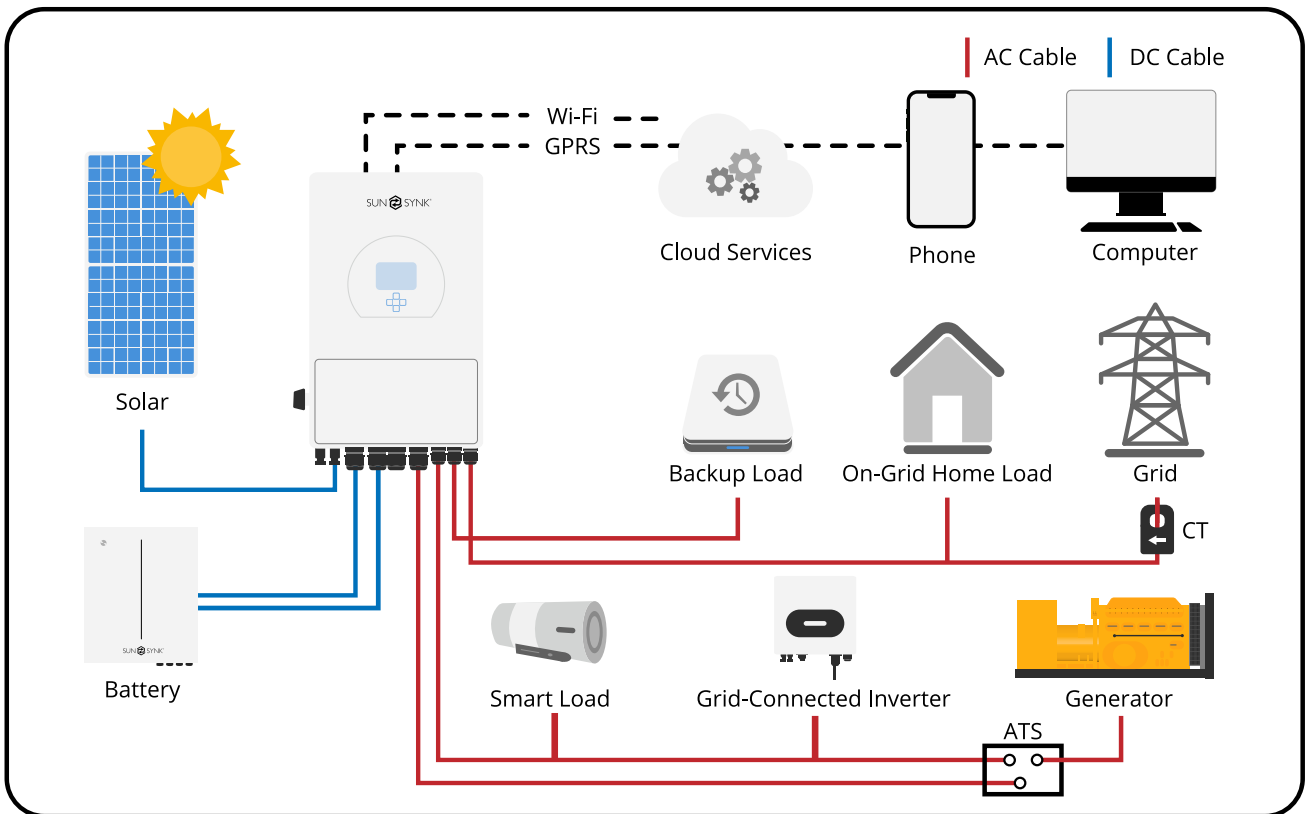 AC Cable
DC Cable
Wi-Fi
GPRS
SUN SYNK
Cloud Services
Phone
Computer
Solar
Backup Load
On-Grid Home Load
Grid
CT
SUN SYNK
Battery
Smart Load
Grid-Connected Inverter
Generator
ATS